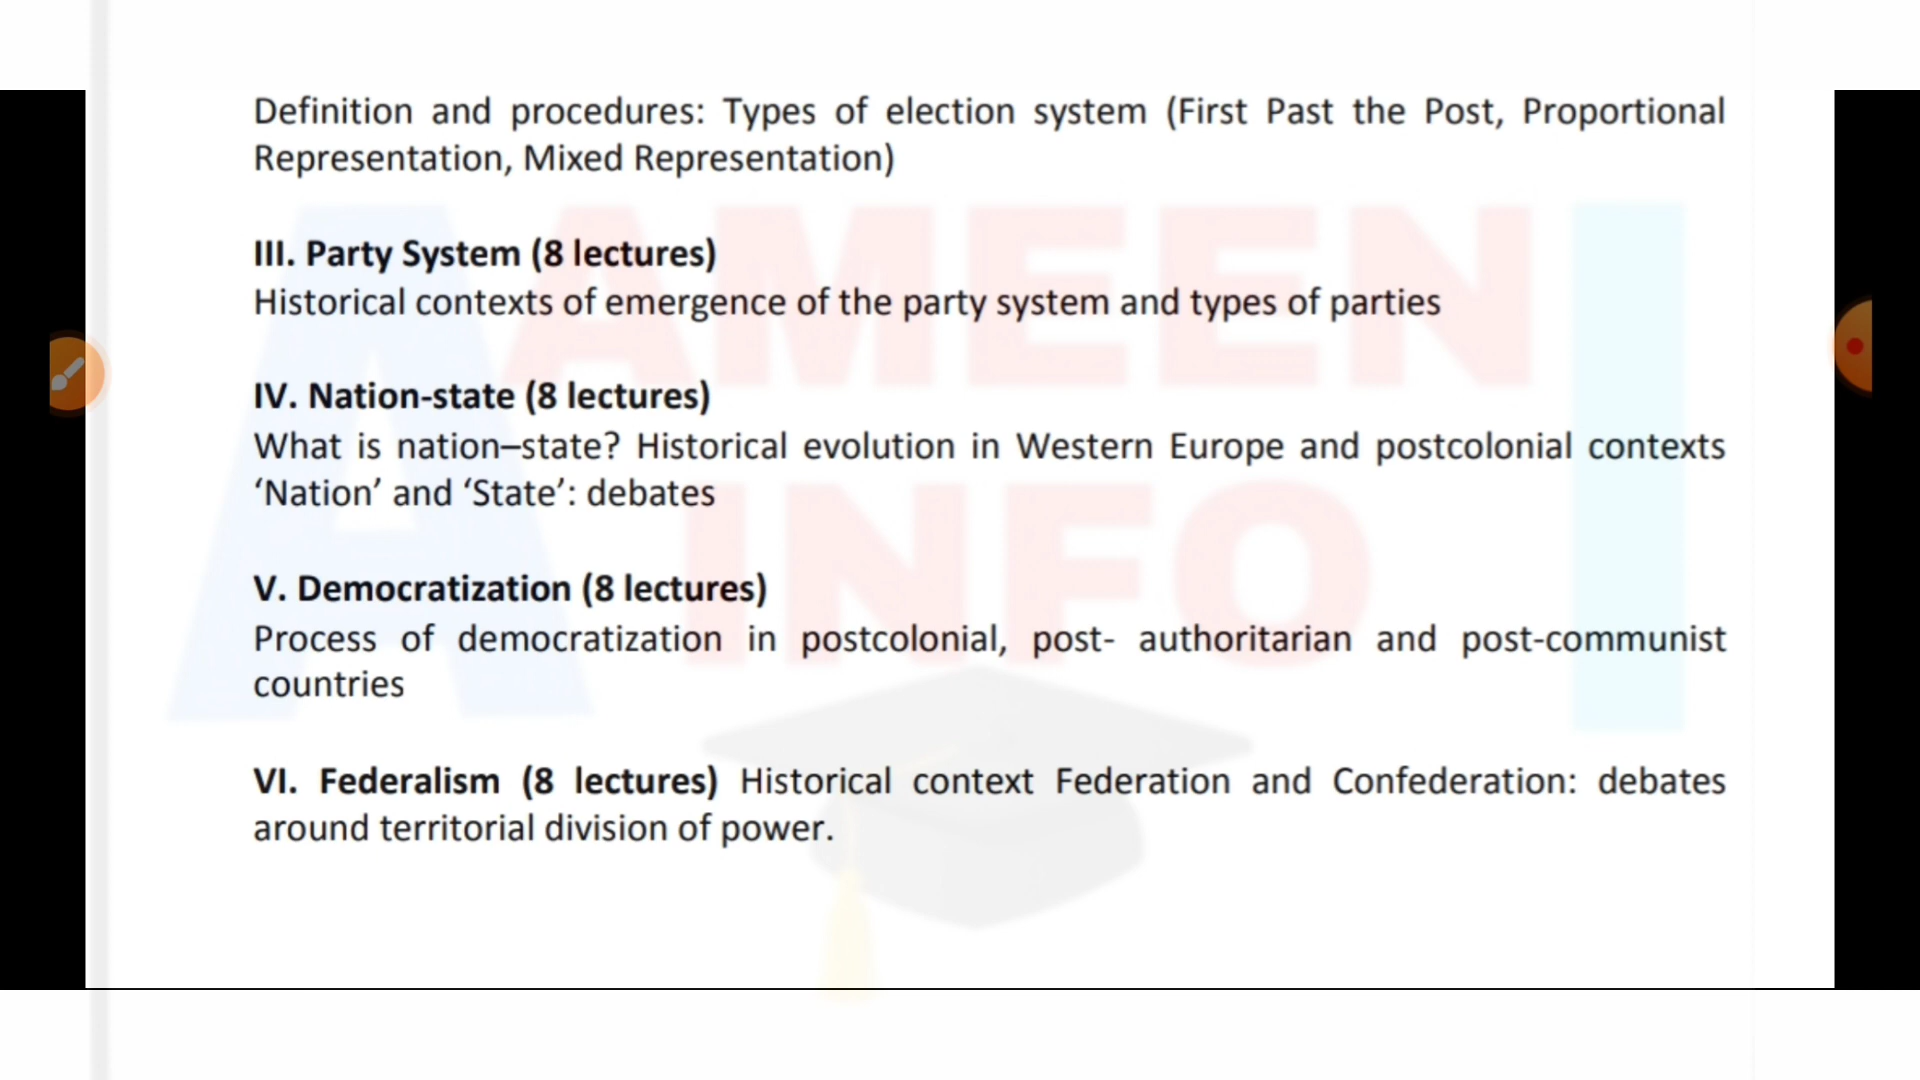 Definition and procedures: Types of election system (First Past the Post, Proportional
Representation, Mixed Representation)
III. Party System (8 lectures)
Historical contexts of emergence of the party system and types of parties
IV. Nation-state (8 lectures)
What is nation–state? Historical evolution in Western Europe and postcolonial contexts
‘Nation’ and ‘State’: debates
V. Democratization (8 lectures)
Process of democratization in postcolonial, post- authoritarian and post-communist
countries
VI. Federalism (8 lectures) Historical context Federation and Confederation: debates
around territorial division of power.
A AMEEN I
INFO